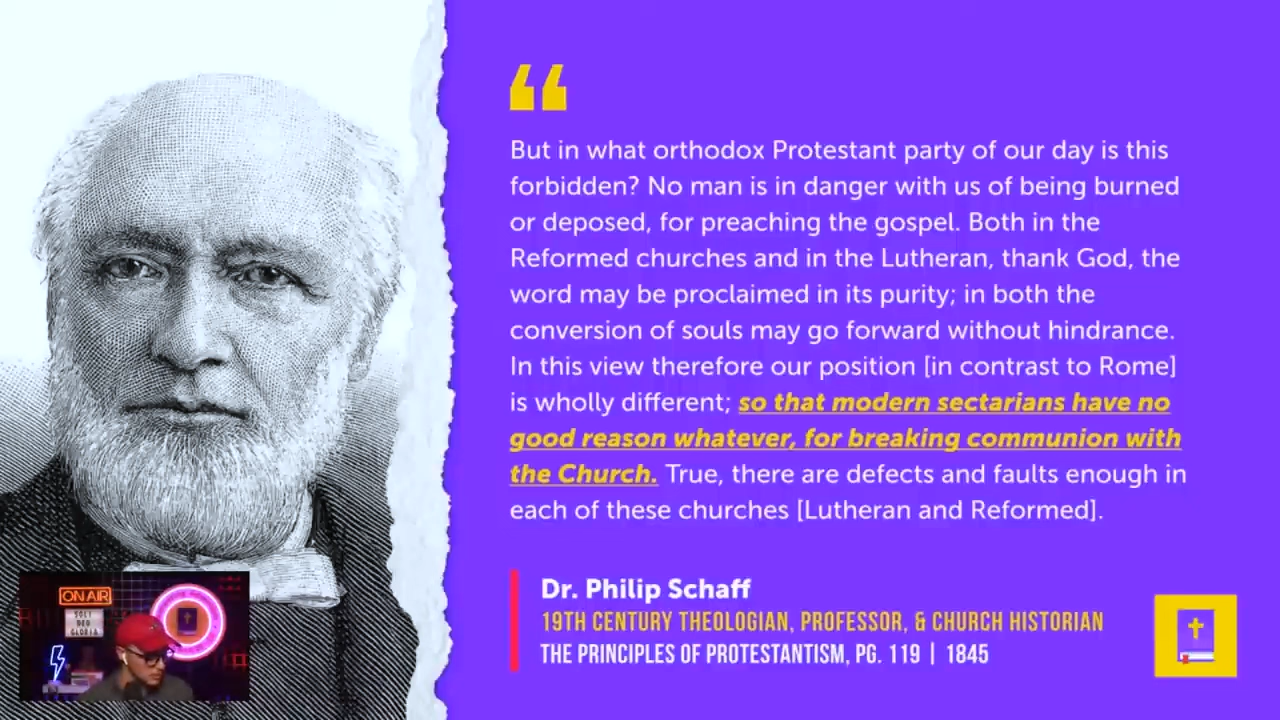 “
But in what orthodox Protestant party of our day is this
forbidden? No man is in danger with us of being burned
or deposed, for preaching the gospel. Both in the
Reformed churches and in the Lutheran, thank God, the
word may be proclaimed in its purity; in both the
conversion of souls may go forward without hindrance.
In this view therefore our position [in contrast to Rome]
is wholly different; so that modern sectarians have no
good reason whatever, for breaking communion with
the Church. True, there are defects and faults enough in
each of these churches [Lutheran and Reformed].
Dr. Philip Schaff
19TH CENTURY THEOLOGIAN, PROFESSOR, & CHURCH HISTORIAN
THE PRINCIPLES OF PROTESTANTISM, PG. 119 | 1845
ON AIR
SOLI
DEO
GLORIA